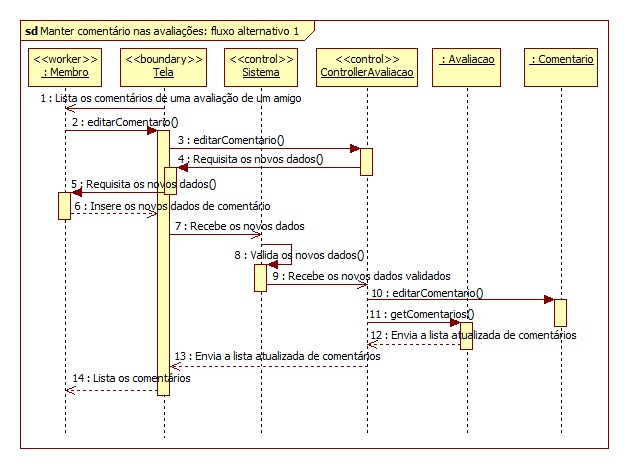 sd Manter comentário nas avaliações: fluxo alternativo 1
<<worker>>
: Membro
<<boundary>>
Tela
<<control>>
Sistema
<<control>>
ControllerAvaliacao
: Avaliacao
: Comentario
1 : Lista os comentários de uma avaliação de um amigo
2 : editarComentario()
3 : editarComentario()
4 : Requisita os novos dados()
5 : Requisita os novos dados()
6 : Insere os novos dados de comentário
7 : Recebe os novos dados
8 : Valida os novos dados()
9 : Recebe os novos dados validados
10 : editarComentario()
11 : getComentarios()
12 : Envia a lista atualizada de comentários
13 : Envia a lista atualizada de comentários
14 : Lista os comentários